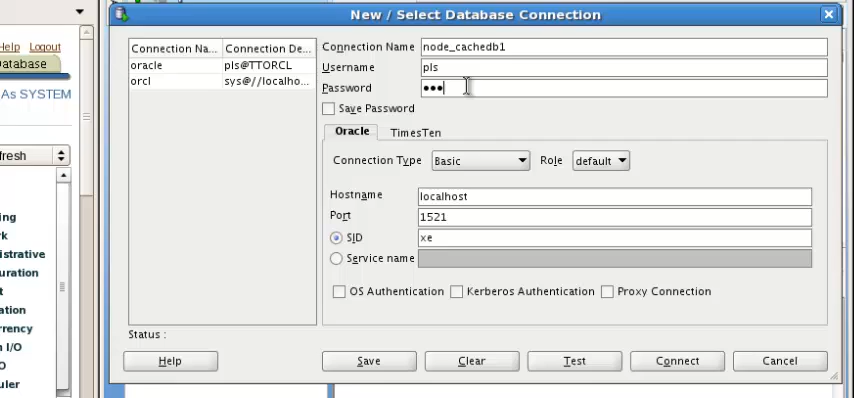 New / Select Database Connection
Help Logout
atabase
As SYSTEM
fresh
ing
rk
istrative
uration
t
ation
rrency
n I/O
O
uler
Connection Na... Connection De...
oracle pls@TTORCL
orcl sys@//localho...
Connection Name node_cachedb1
Username pls
Password •••
Save Password
Oracle TimesTen
Connection Type Basic Role default
Hostname localhost
Port 1521
SID xe
Service name
OS Authentication Kerberos Authentication Proxy Connection
Status :
Help Save Clear Test Connect Cancel